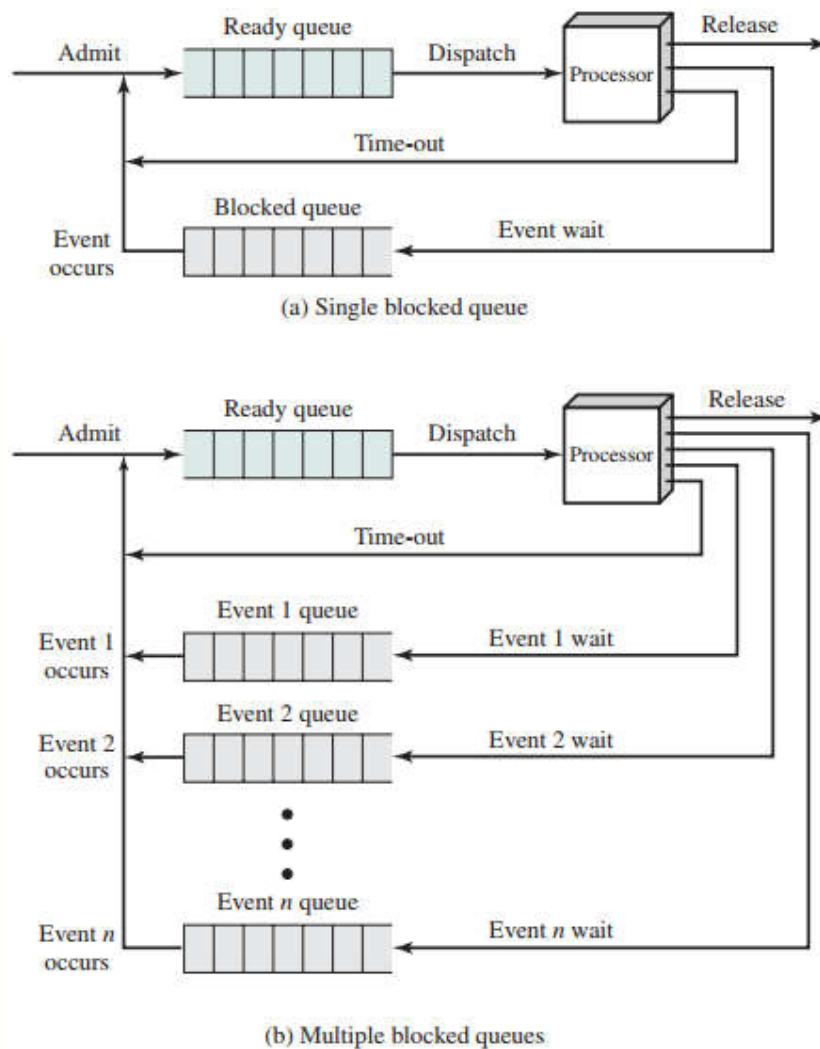 Ready queue
Release
Admit
Dispatch
Processor
Time-out
Blocked queue
Event wait
Event
occurs
(a) Single blocked queue
Ready queue
Release
Admit
Dispatch
Processor
Time-out
Event 1 queue
Event 1
occurs
Event 1 wait
Event 2 queue
Event 2
occurs
Event 2 wait
Event n queue
Event n
occurs
Event n wait
(b) Multiple blocked queues